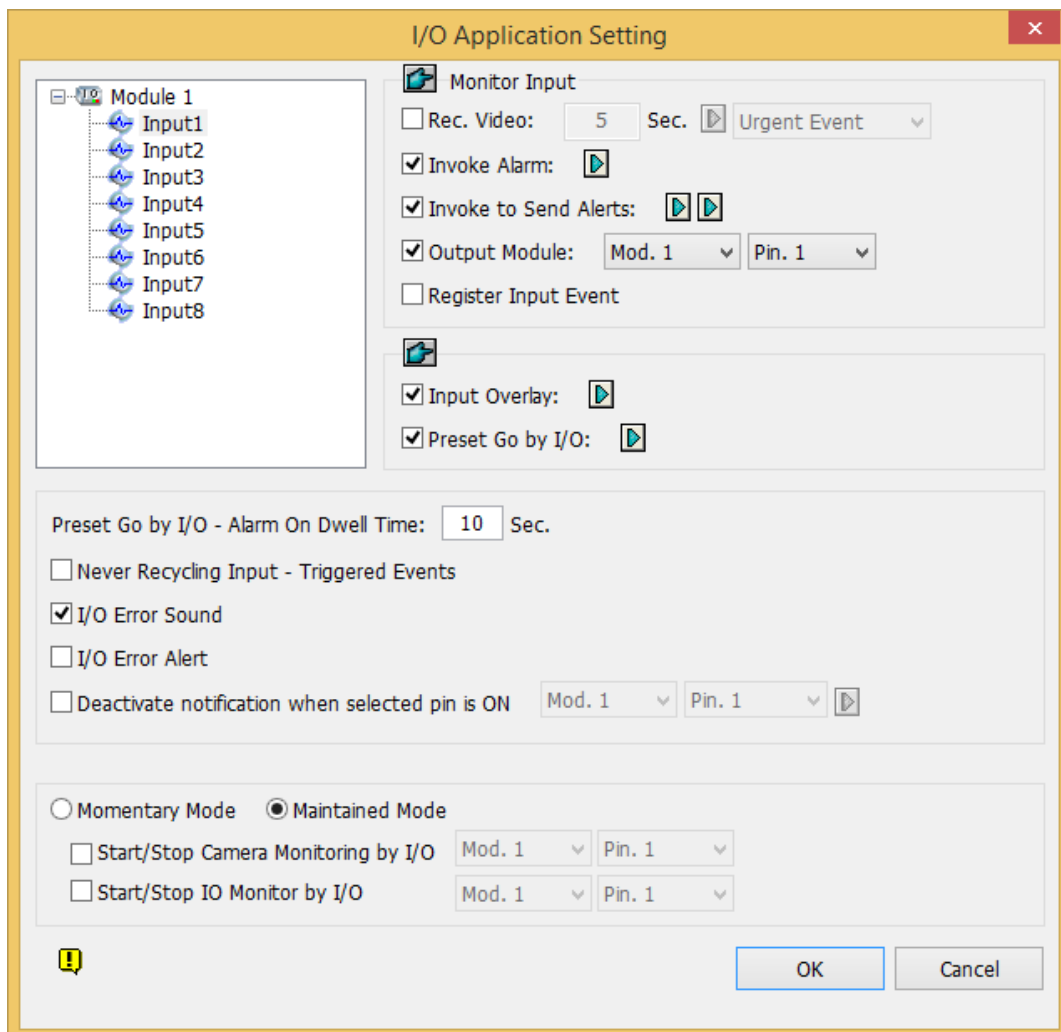 I/O Application Setting
Module 1
Input1
Input2
Input3
Input4
Input5
Input6
Input7
Input8
Monitor Input
Rec. Video: 5 Sec. Urgent Event
Invoke Alarm:
Invoke to Send Alerts:
Output Module: Mod. 1 Pin. 1
Register Input Event
Input Overlay:
Preset Go by I/O:
Preset Go by I/O - Alarm On Dwell Time: 10 Sec.
Never Recycling Input - Triggered Events
I/O Error Sound
I/O Error Alert
Deactivate notification when selected pin is ON Mod. 1 Pin. 1
Momentary Mode Maintained Mode
Start/Stop Camera Monitoring by I/O Mod. 1 Pin. 1
Start/Stop IO Monitor by I/O Mod. 1 Pin. 1
OK Cancel